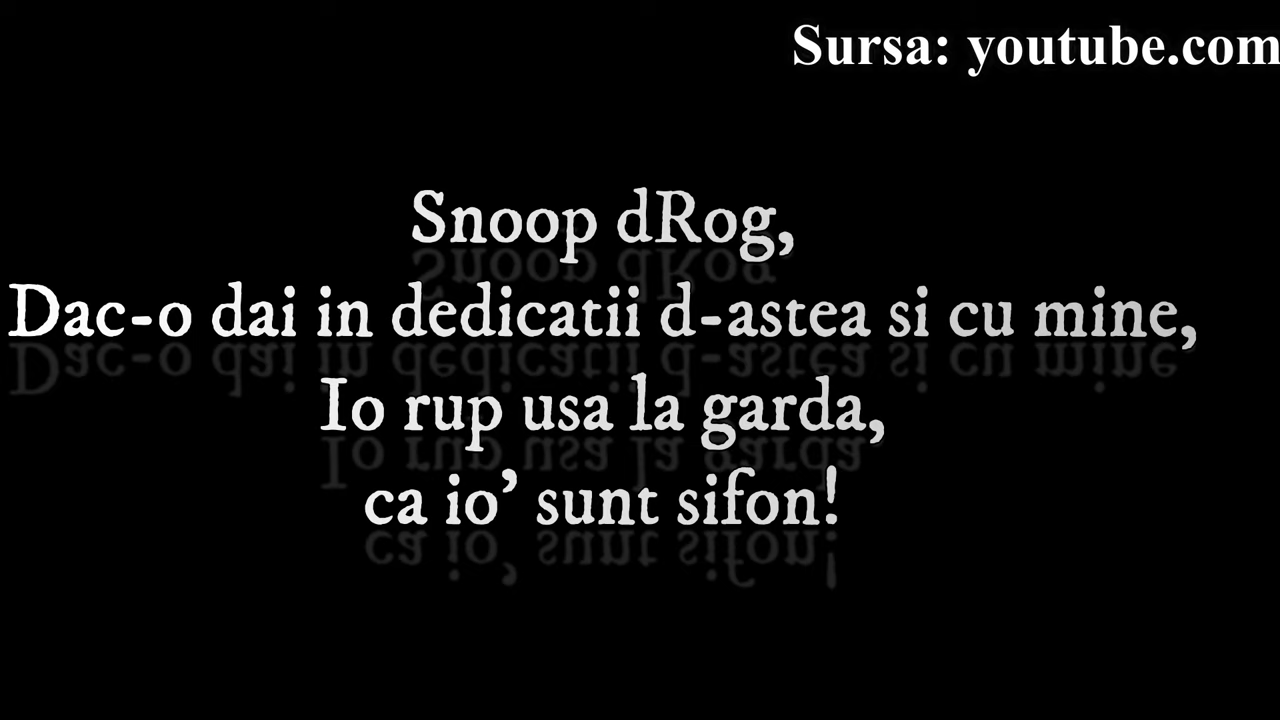 Sursa: youtube.com
Snoop dRog,
Dac-o dai in dedicatii d-astea si cu mine,
Io rup usa la garda,
ca io’ sunt sifon!